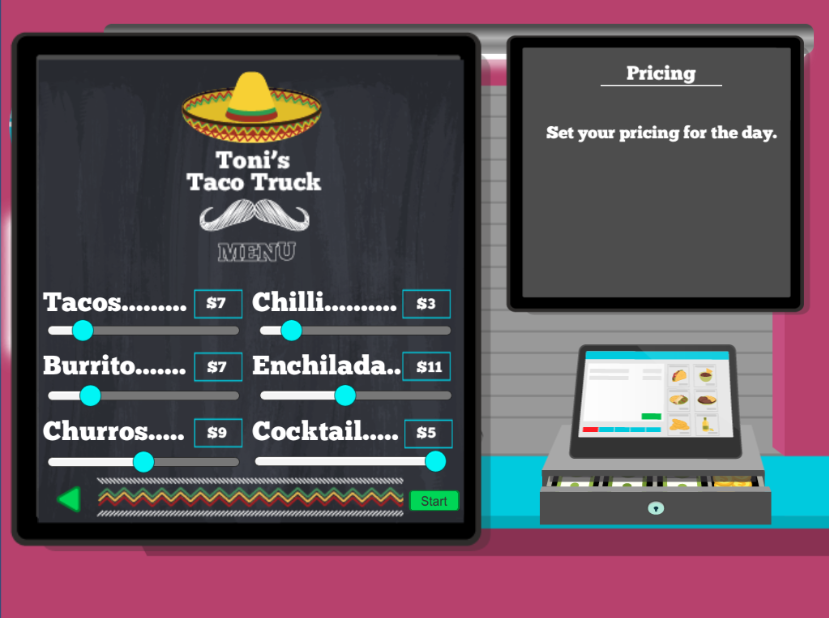 Toni's
Taco Truck
MENU
Tacos......... $7 Chilli........... $3
Burrito....... $7 Enchilada.. $11
Churros..... $9 Cocktail..... $5
Start
Pricing
Set your pricing for the day.